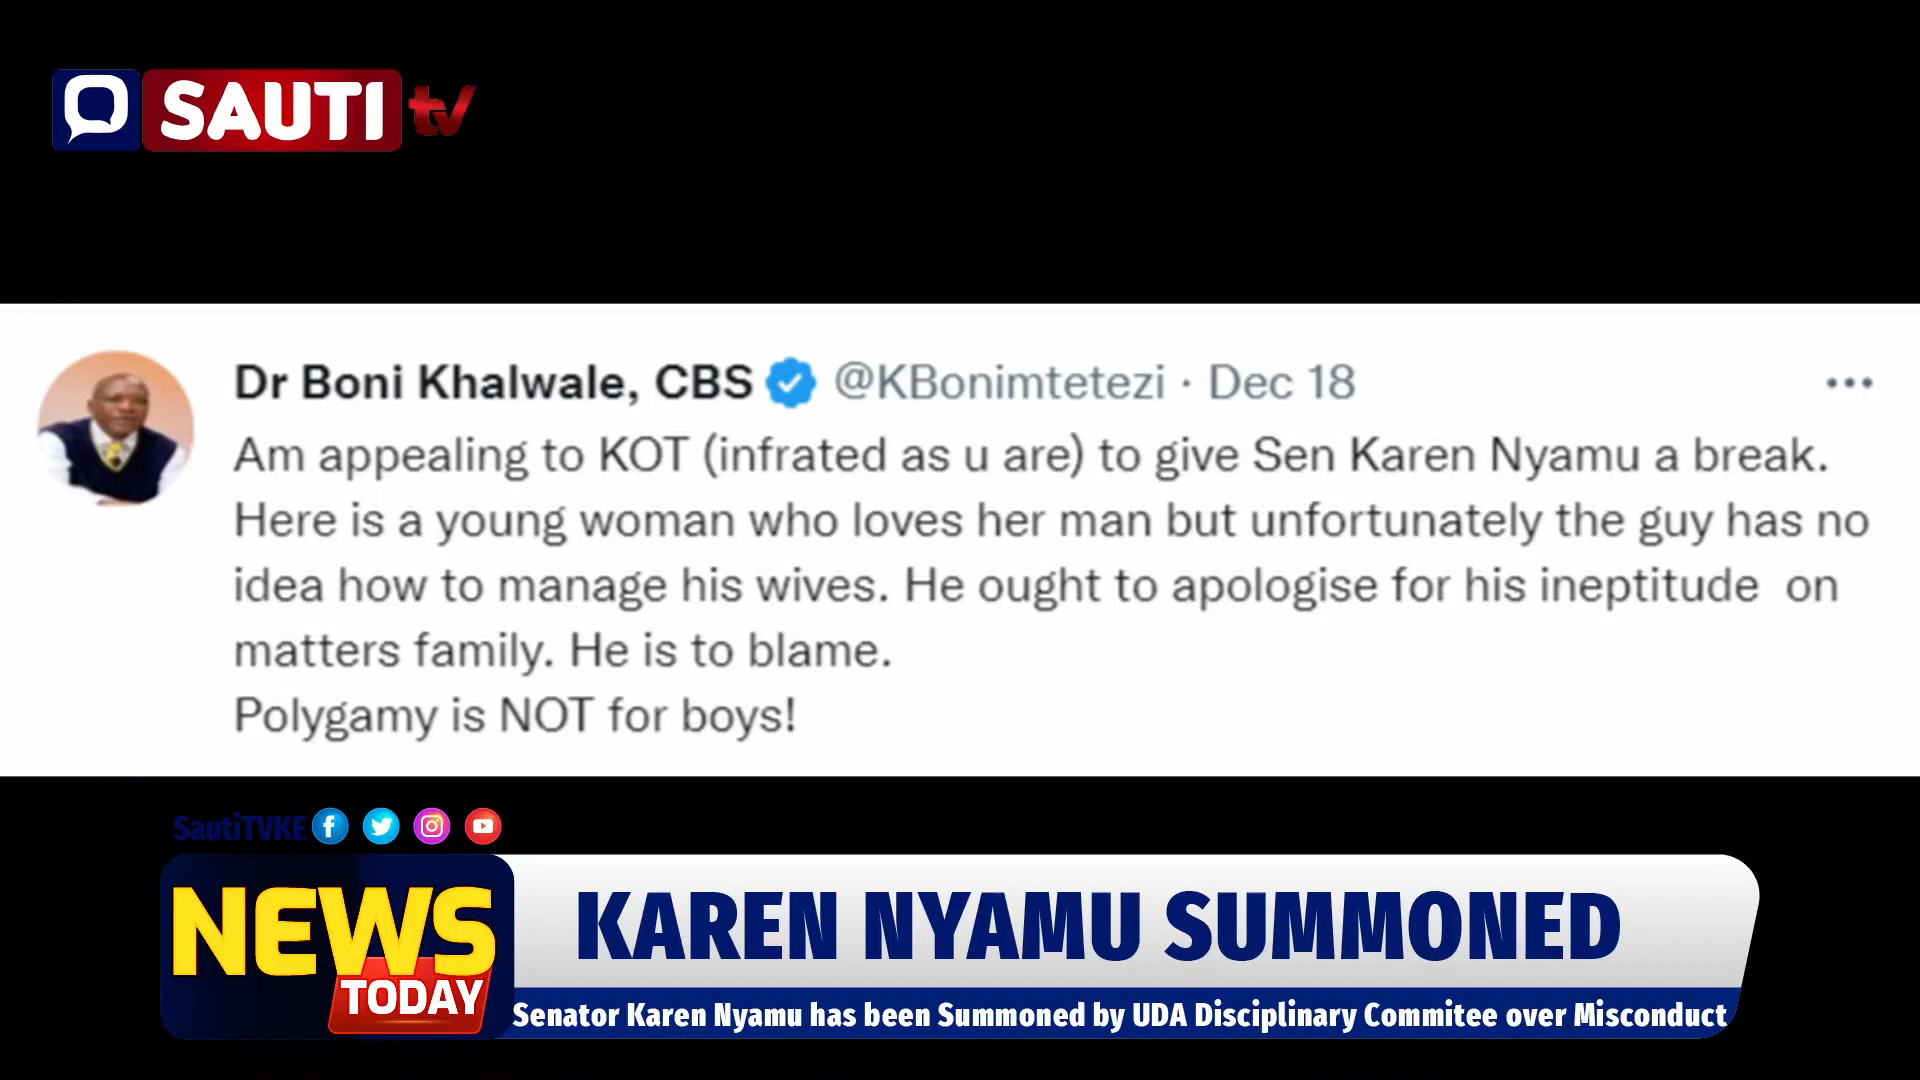 SAUTI tv
Dr Boni Khalwale, CBS @KBonimtetezi · Dec 18
Am appealing to KOT (infrated as u are) to give Sen Karen Nyamu a break.
Here is a young woman who loves her man but unfortunately the guy has no
idea how to manage his wives. He ought to apologise for his ineptitude on
matters family. He is to blame.
Polygamy is NOT for boys!
SautiTVKE
NEWS
TODAY
KAREN NYAMU SUMMONED
Senator Karen Nyamu has been Summoned by UDA Disciplinary Commitee over Misconduct